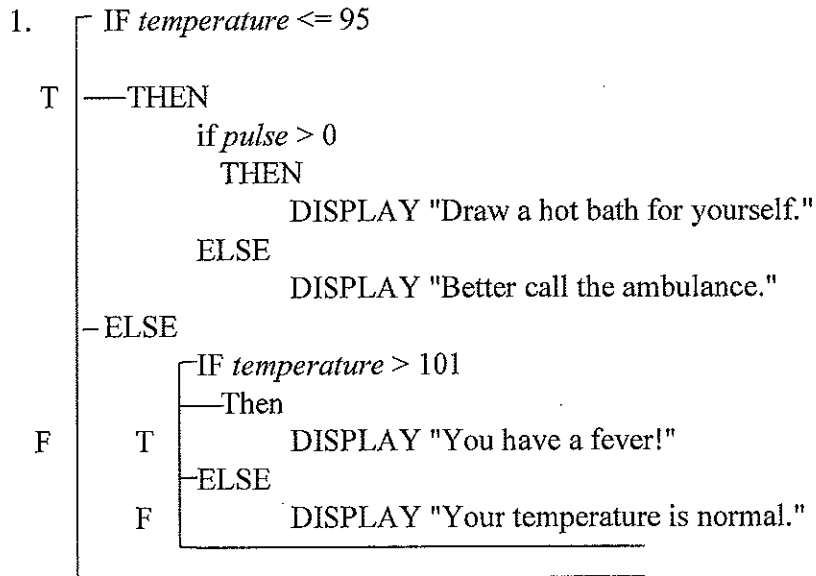 1. IF temperature <= 95
T THEN
if pulse > 0
THEN
DISPLAY "Draw a hot bath for yourself."
ELSE
DISPLAY "Better call the ambulance."
ELSE
IF temperature > 101
Then
F T DISPLAY "You have a fever!"
ELSE
F DISPLAY "Your temperature is normal."